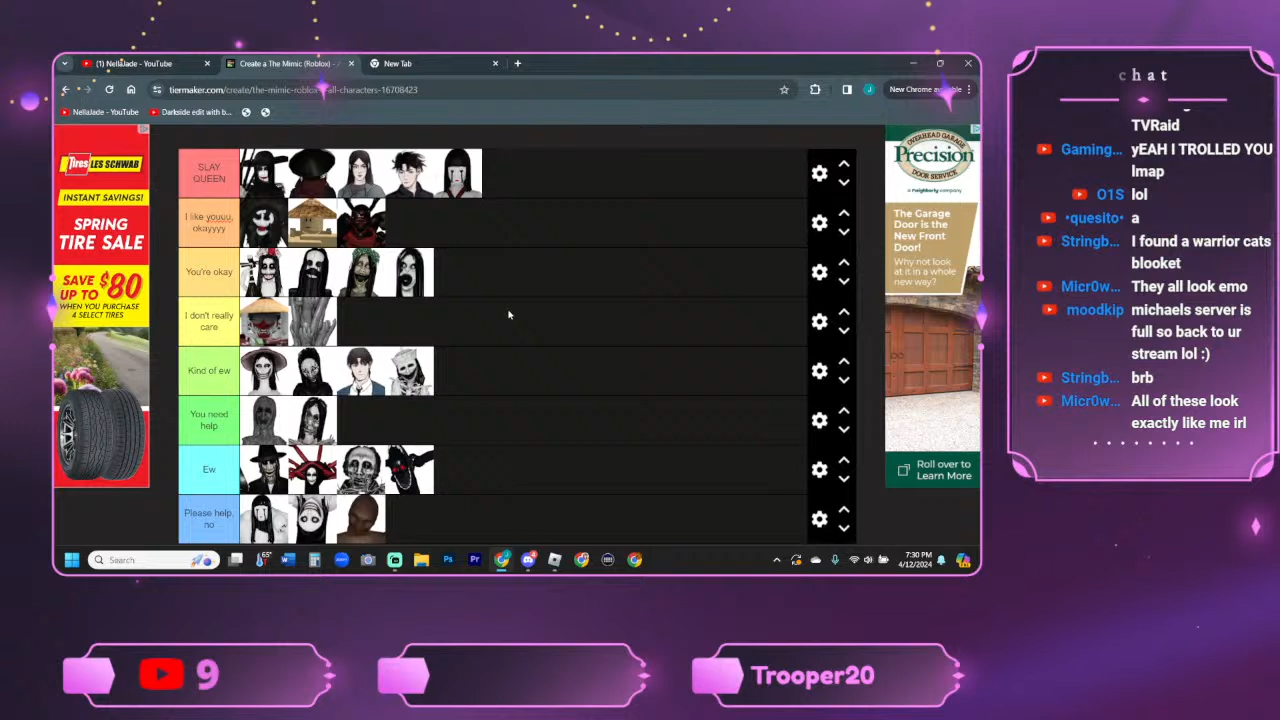 (1) NellaJade - YouTube
Create a The Mimic (Roblox) -
New Tab
tiermaker.com/create/the-mimic-roblox-all-characters-16708423
New Chrome available
NellaJade - YouTube
Darkside edit with b...
Tires LES SCHWAB
INSTANT SAVINGS!
SPRING
TIRE SALE
SAVE
UP TO $80
WHEN YOU PURCHASE
4 SELECT TIRES
SLAY
QUEEN
I like youuu,
okayyyy
You're okay
I don't really
care
Kind of ew
You need
help
Ew
Please help,
no
OVERHEAD GARAGE
Precision
DOOR SERVICE
a Neighborly company
The Garage
Door is the
New Front
Door!
Why not look
at it in a whole
new way?
Roll over to
Learn More
Search
65°
7:30 PM
4/12/2024
chat
TVRaid
Gaming... yEAH I TROLLED YOU
lmap
O1S lol
•quesito• a
Stringb... I found a warrior cats
blooket
Micr0w... They all look emo
moodkip michaels server is
full so back to ur
stream lol :)
Stringb... brb
Micr0w... All of these look
exactly like me irl
9
Trooper20